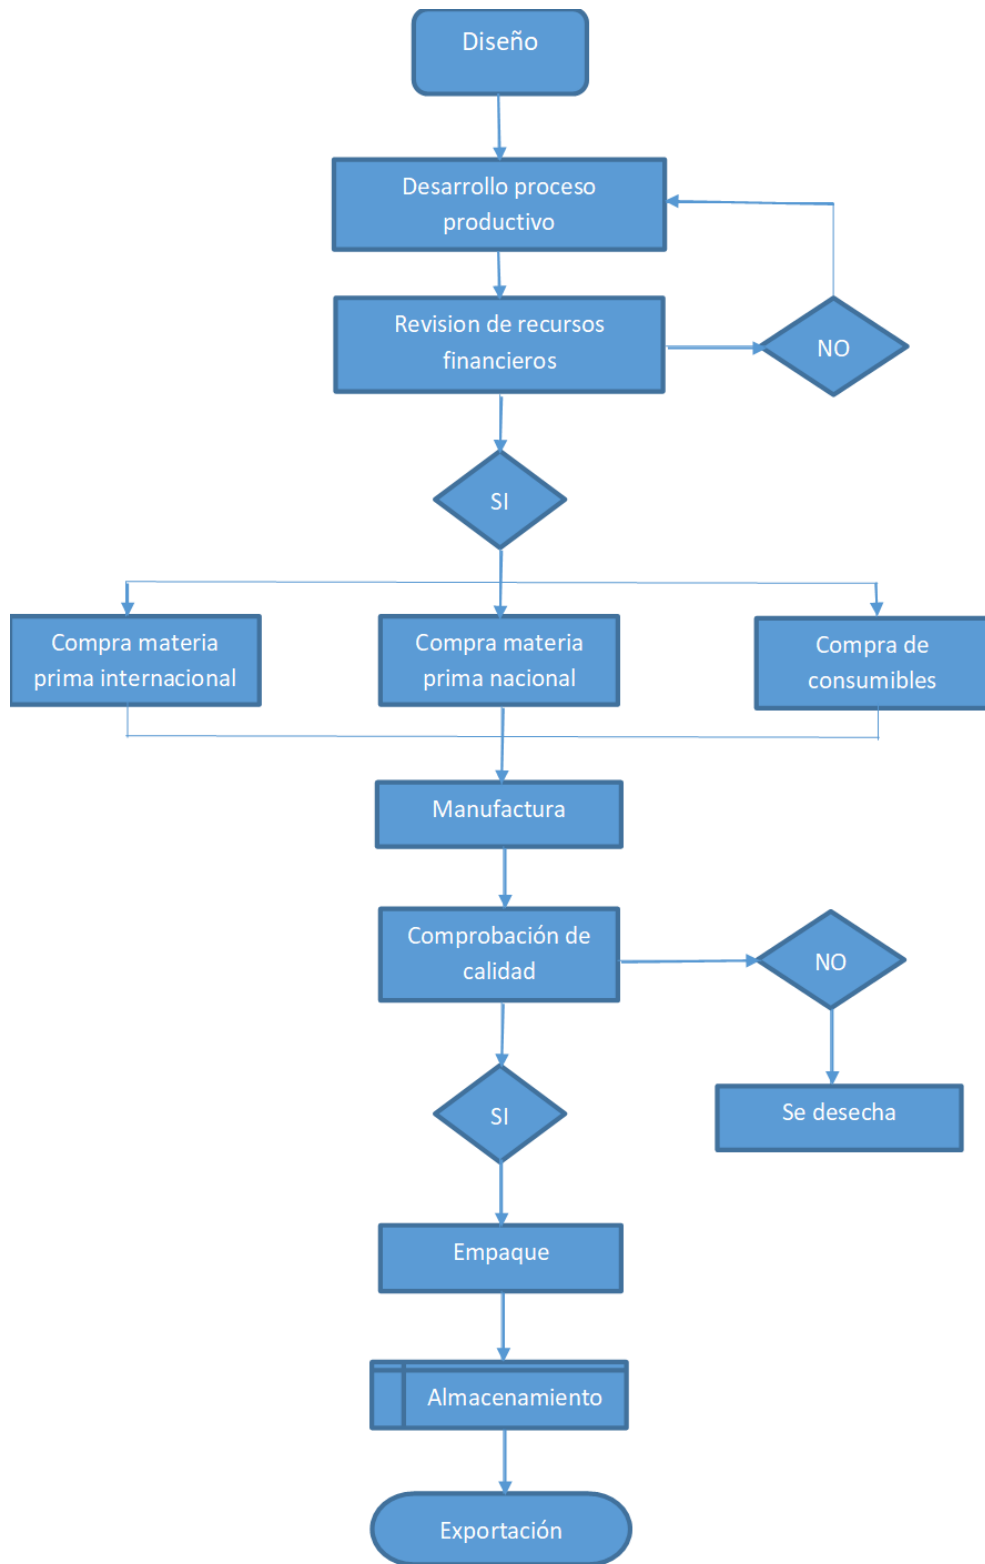 Diseño
Desarrollo proceso
productivo
Revision de recursos
financieros
NO
SI
Compra materia
prima internacional
Compra materia
prima nacional
Compra de
consumibles
Manufactura
Comprobación de
calidad
NO
SI
Se desecha
Empaque
Almacenamiento
Exportación